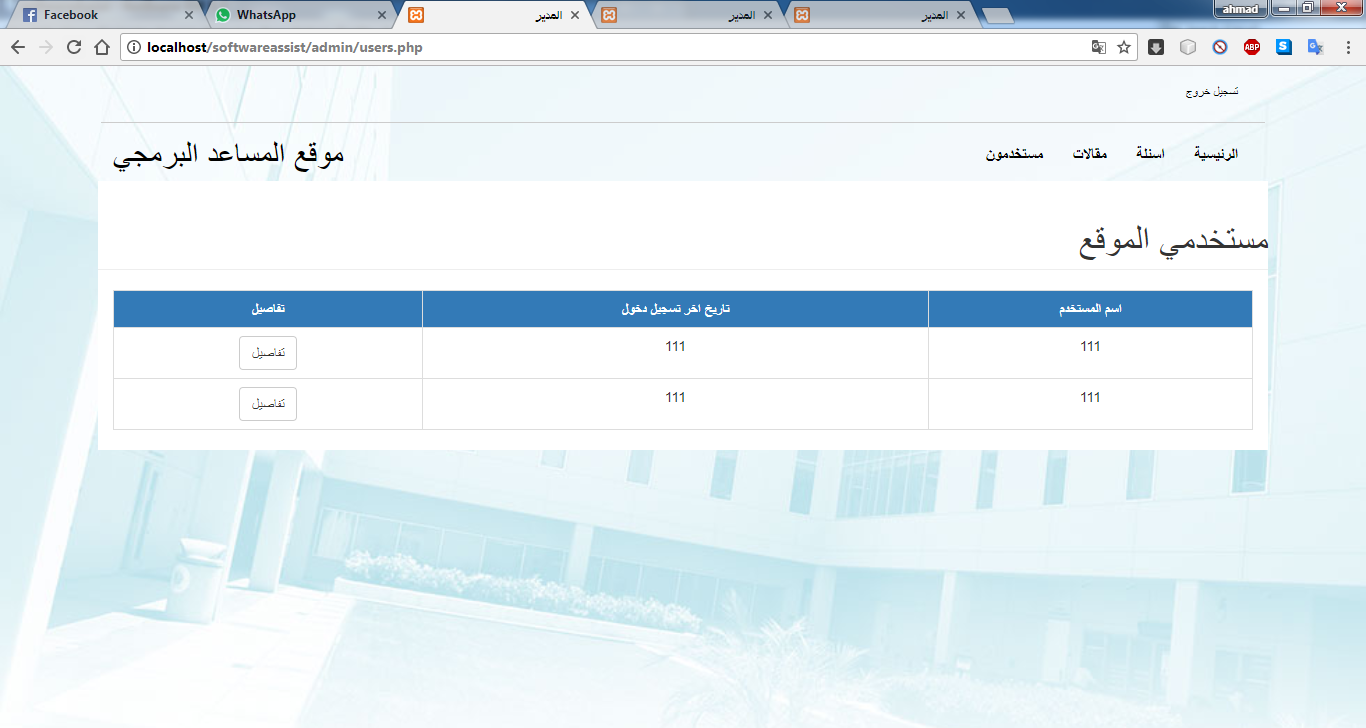 Facebook
WhatsApp
المدير
المدير
المدير
ahmad
localhost/softwareassist/admin/users.php
ABP
تسجيل خروج
الرئيسية اسئلة مقالات مستخدمون
موقع المساعد البرمجي
مستخدمي الموقع
اسم المستخدم تاريخ اخر تسجيل دخول تفاصيل
111 111 تفاصيل
111 111 تفاصيل